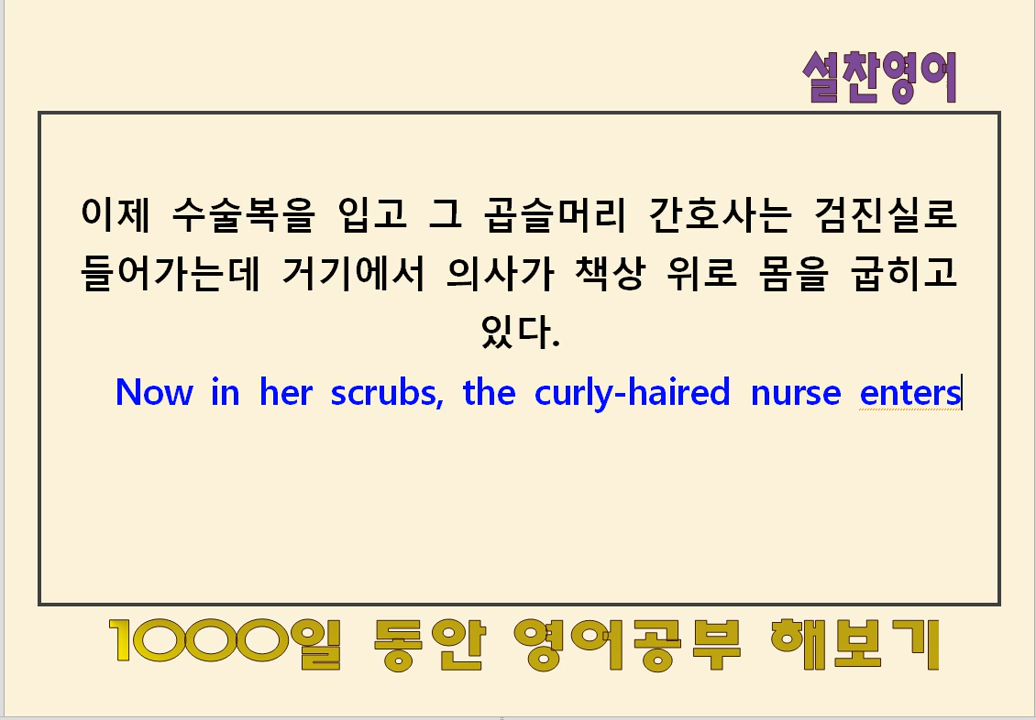 설찬영어
이제 수술복을 입고 그 곱슬머리 간호사는 검진실로
들어가는데 거기에서 의사가 책상 위로 몸을 굽히고
있다.
Now in her scrubs, the curly-haired nurse enters
1000일 동안 영어공부 해보기